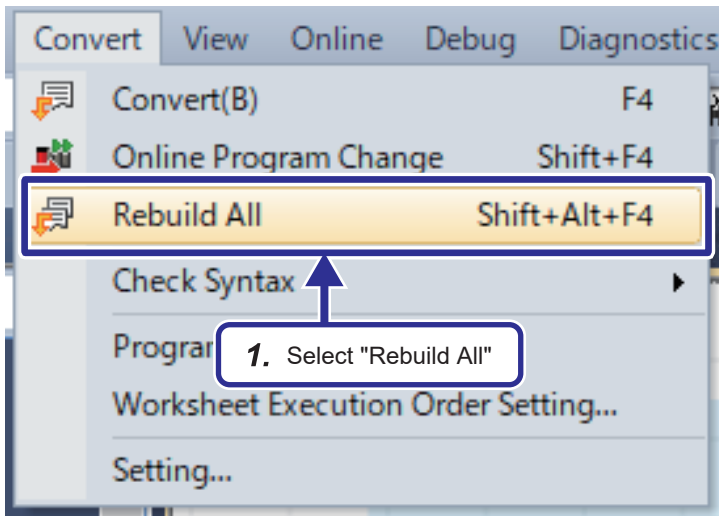 Convert View Online Debug Diagnostics
Convert(B) F4
Online Program Change Shift+F4
Rebuild All Shift+Alt+F4
Check Syntax
1. Select "Rebuild All"
Worksheet Execution Order Setting...
Setting...